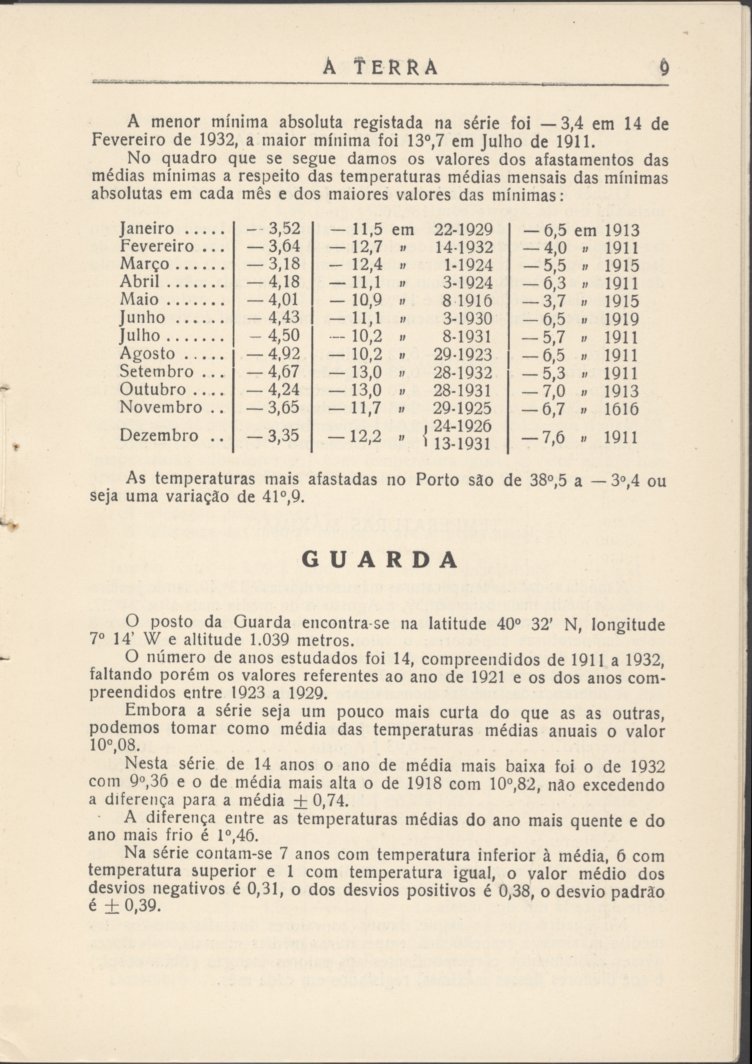 A TERRA 9
A menor mínima absoluta registada na série foi — 3,4 em 14 de
Fevereiro de 1932, a maior mínima foi 13º,7 em Julho de 1911.
No quadro que se segue damos os valores dos afastamentos das
médias mínimas a respeito das temperaturas médias mensais das mínimas
absolutas em cada mês e dos maiores valores das mínimas:
Janeiro ..... — 3,52 — 11,5 em 22-1929 — 6,5 em 1913
Fevereiro ... — 3,64 — 12,7 » 14-1932 — 4,0 » 1911
Março ...... — 3,18 — 12,4 » 1-1924 — 5,5 » 1915
Abril ....... — 4,18 — 11,1 » 3-1924 — 6,3 » 1911
Maio ....... — 4,01 — 10,9 » 8 1916 — 3,7 » 1915
Junho ...... — 4,43 — 11,1 » 3-1930 — 6,5 » 1919
Julho ....... — 4,50 — 10,2 » 8-1931 — 5,7 » 1911
Agosto ..... — 4,92 — 10,2 » 29-1923 — 6,5 » 1911
Setembro ... — 4,67 — 13,0 » 28-1932 — 5,3 » 1911
Outubro .... — 4,24 — 13,0 » 28-1931 — 7,0 » 1913
Novembro .. — 3,65 — 11,7 » 29-1925 — 6,7 » 1616
Dezembro .. — 3,35 — 12,2 » { 24-1926 — 7,6 » 1911
13-1931
As temperaturas mais afastadas no Porto são de 38º,5 a — 3º,4 ou
seja uma variação de 41º,9.
GUARDA
O posto da Guarda encontra-se na latitude 40º 32' N, longitude
7º 14' W e altitude 1.039 metros.
O número de anos estudados foi 14, compreendidos de 1911 a 1932,
faltando porém os valores referentes ao ano de 1921 e os dos anos com-
preendidos entre 1923 a 1929.
Embora a série seja um pouco mais curta do que as as outras,
podemos tomar como média das temperaturas médias anuais o valor
10º,08.
Nesta série de 14 anos o ano de média mais baixa foi o de 1932
com 9º,36 e o de média mais alta o de 1918 com 10º,82, não excedendo
a diferença para a média ± 0,74.
A diferença entre as temperaturas médias do ano mais quente e do
ano mais frio é 1º,46.
Na série contam-se 7 anos com temperatura inferior à média, 6 com
temperatura superior e 1 com temperatura igual, o valor médio dos
desvios negativos é 0,31, o dos desvios positivos é 0,38, o desvio padrão
é ± 0,39.